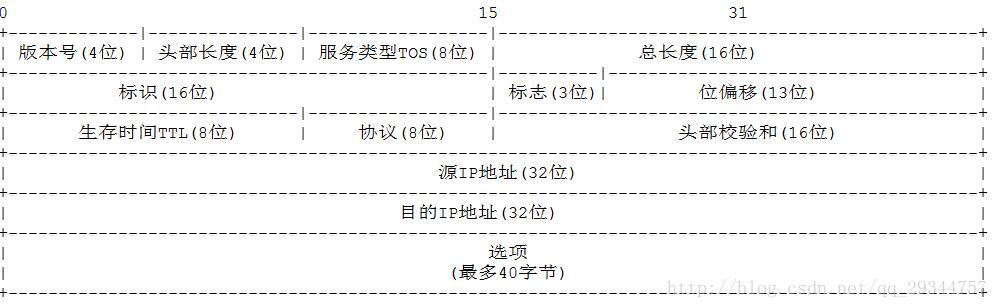 0 15 31
版本号(4位) 头部长度(4位) 服务类型TOS(8位) 总长度(16位)
标识(16位) 标志(3位) 位偏移(13位)
生存时间TTL(8位) 协议(8位) 头部校验和(16位)
源IP地址(32位)
目的IP地址(32位)
选项
(最多40字节)
http://blog.csdn.net/qq_29344757